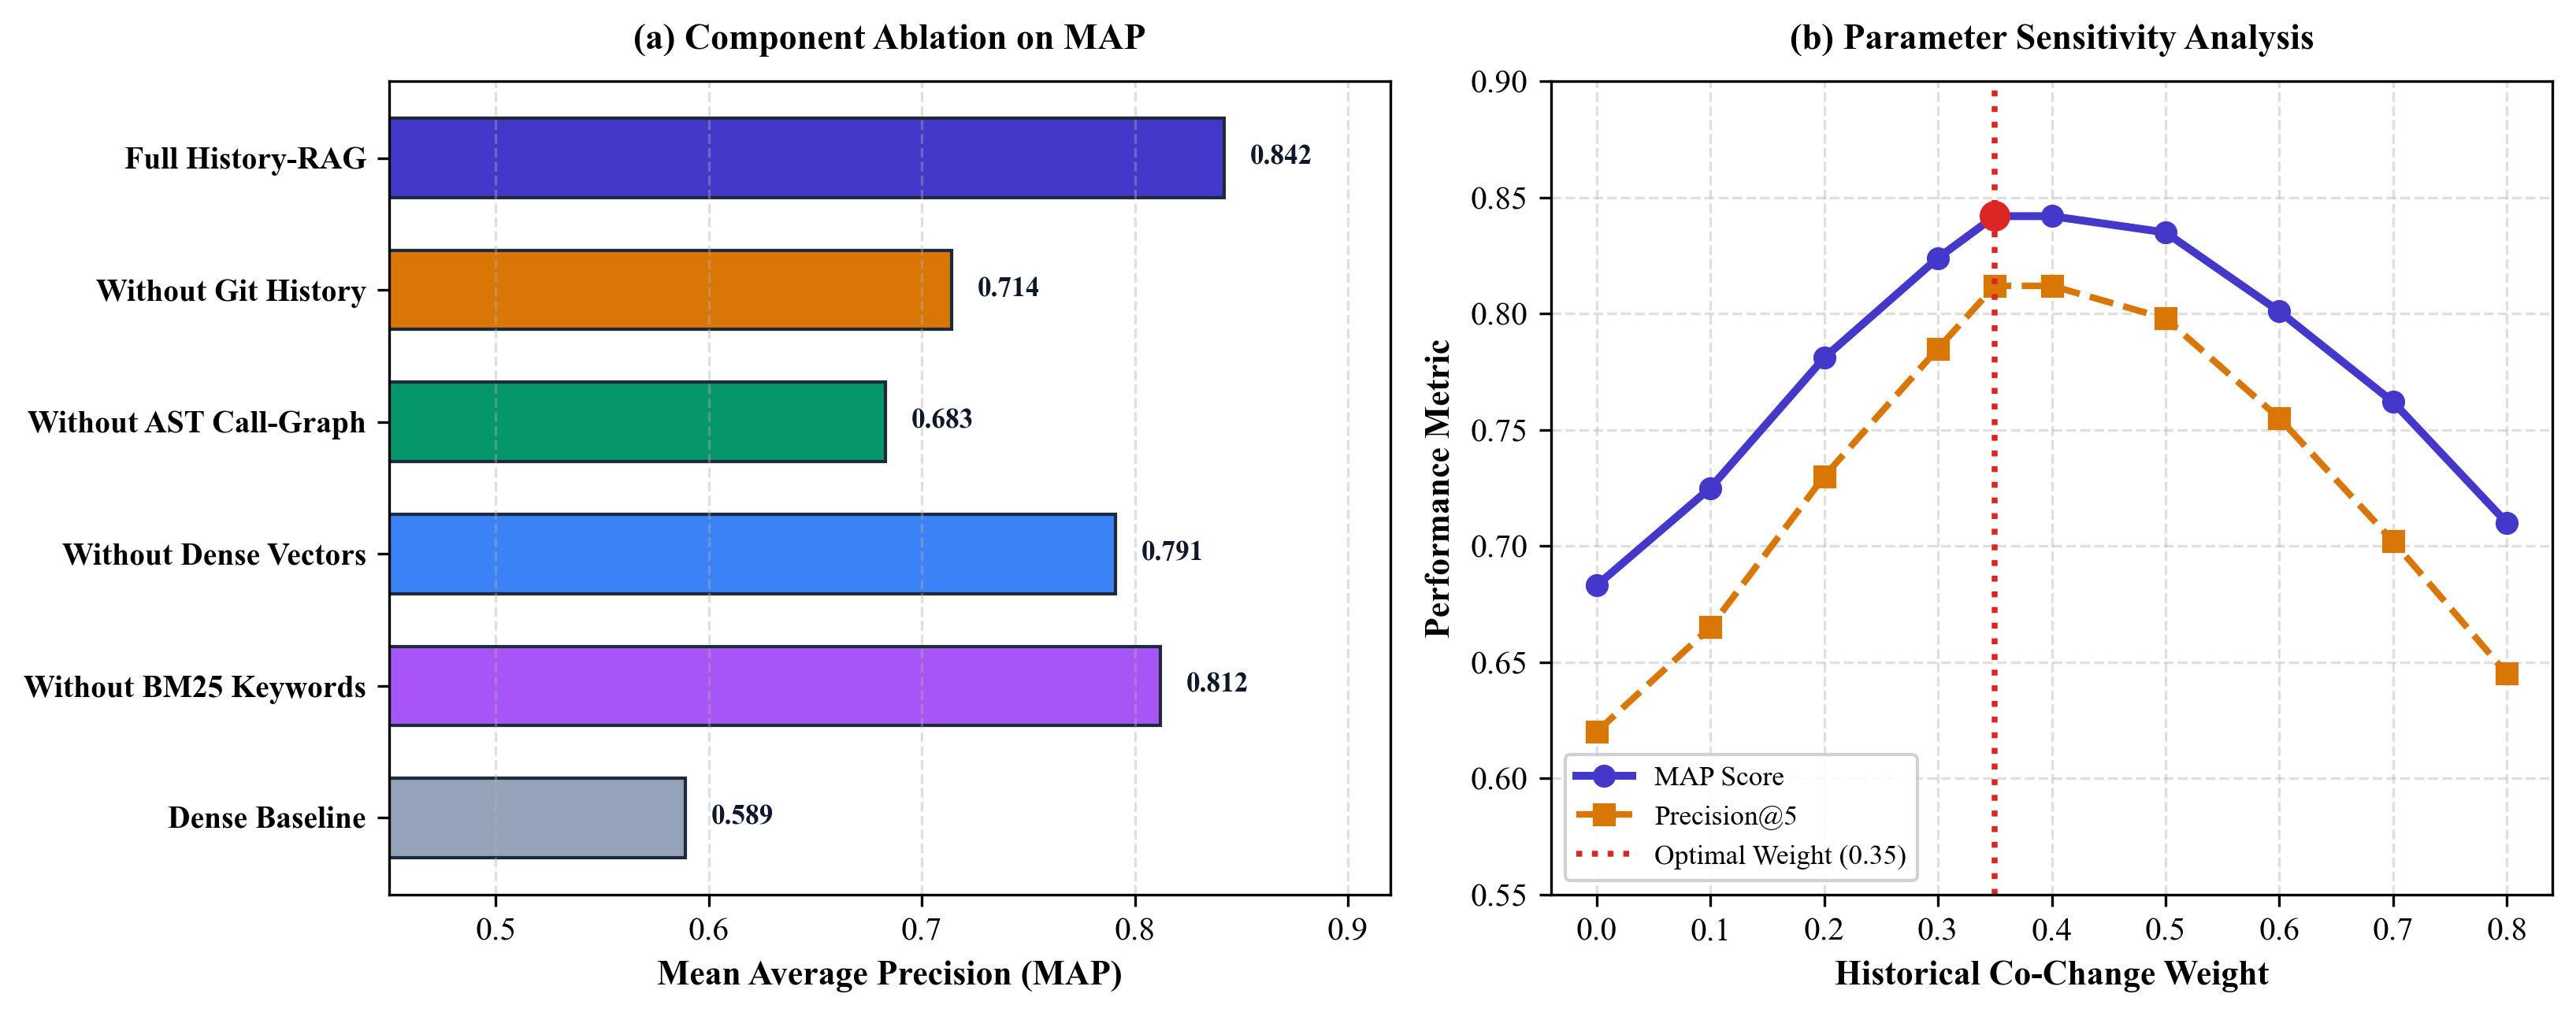 (a) Component Ablation on MAP
Full History-RAG
0.842
Without Git History
0.714
Without AST Call-Graph
0.683
Without Dense Vectors
0.791
Without BM25 Keywords
0.812
Dense Baseline
0.589
0.5 0.6 0.7 0.8 0.9
Mean Average Precision (MAP)
(b) Parameter Sensitivity Analysis
Performance Metric
0.90
0.85
0.80
0.75
0.70
0.65
0.60
0.55
MAP Score
Precision@5
Optimal Weight (0.35)
0.0 0.1 0.2 0.3 0.4 0.5 0.6 0.7 0.8
Historical Co-Change Weight